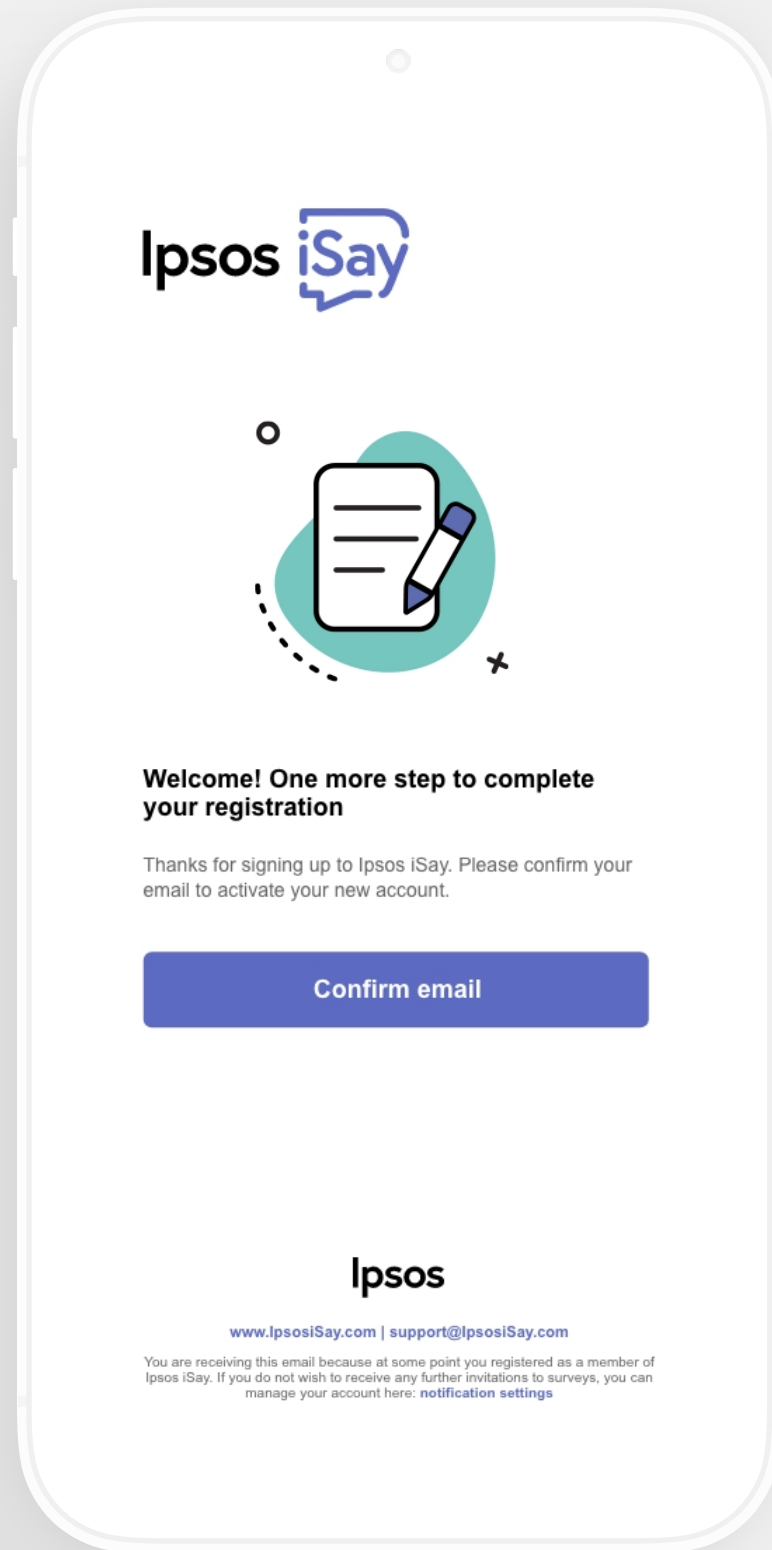 Ipsos iSay
Welcome! One more step to complete
your registration
Thanks for signing up to Ipsos iSay. Please confirm your
email to activate your new account.
Confirm email
Ipsos
www.IpsosiSay.com | support@IpsosiSay.com
You are receiving this email because at some point you registered as a member of
Ipsos iSay. If you do not wish to receive any further invitations to surveys, you can
manage your account here: notification settings